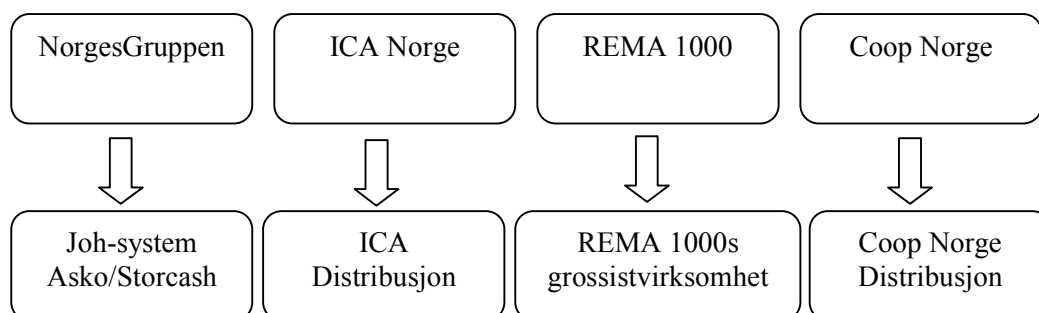 NorgesGruppen
ICA Norge
REMA 1000
Coop Norge
Joh-system
Asko/Storcash
ICA
Distribusjon
REMA 1000s
grossistvirksomhet
Coop Norge
Distribusjon